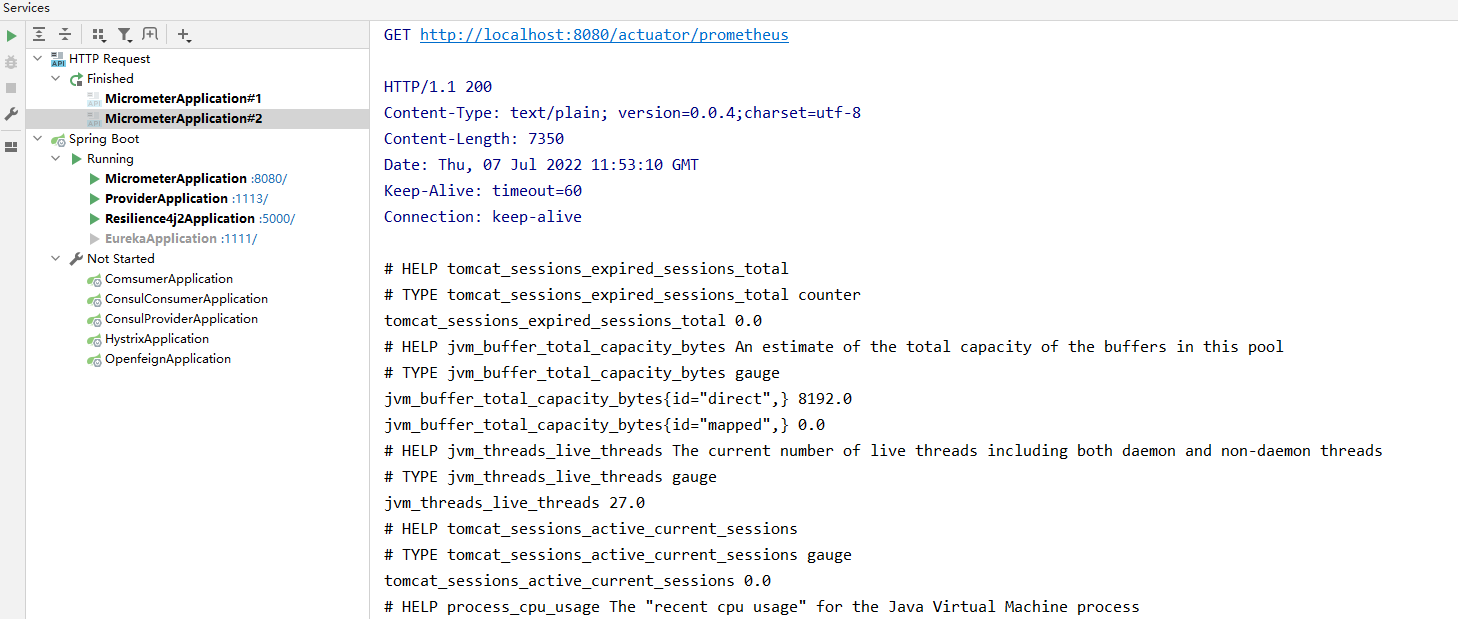 Services
HTTP Request
Finished
MicrometerApplication#1
MicrometerApplication#2
Spring Boot
Running
MicrometerApplication :8080/
ProviderApplication :1113/
Resilience4j2Application :5000/
EurekaApplication :1111/
Not Started
ComsumerApplication
ConsulConsumerApplication
ConsulProviderApplication
HystrixApplication
OpenfeignApplication
GET http://localhost:8080/actuator/prometheus
HTTP/1.1 200
Content-Type: text/plain; version=0.0.4;charset=utf-8
Content-Length: 7350
Date: Thu, 07 Jul 2022 11:53:10 GMT
Keep-Alive: timeout=60
Connection: keep-alive
# HELP tomcat_sessions_expired_sessions_total
# TYPE tomcat_sessions_expired_sessions_total counter
tomcat_sessions_expired_sessions_total 0.0
# HELP jvm_buffer_total_capacity_bytes An estimate of the total capacity of the buffers in this pool
# TYPE jvm_buffer_total_capacity_bytes gauge
jvm_buffer_total_capacity_bytes{id="direct",} 8192.0
jvm_buffer_total_capacity_bytes{id="mapped",} 0.0
# HELP jvm_threads_live_threads The current number of live threads including both daemon and non-daemon threads
# TYPE jvm_threads_live_threads gauge
jvm_threads_live_threads 27.0
# HELP tomcat_sessions_active_current_sessions
# TYPE tomcat_sessions_active_current_sessions gauge
tomcat_sessions_active_current_sessions 0.0
# HELP process_cpu_usage The "recent cpu usage" for the Java Virtual Machine process